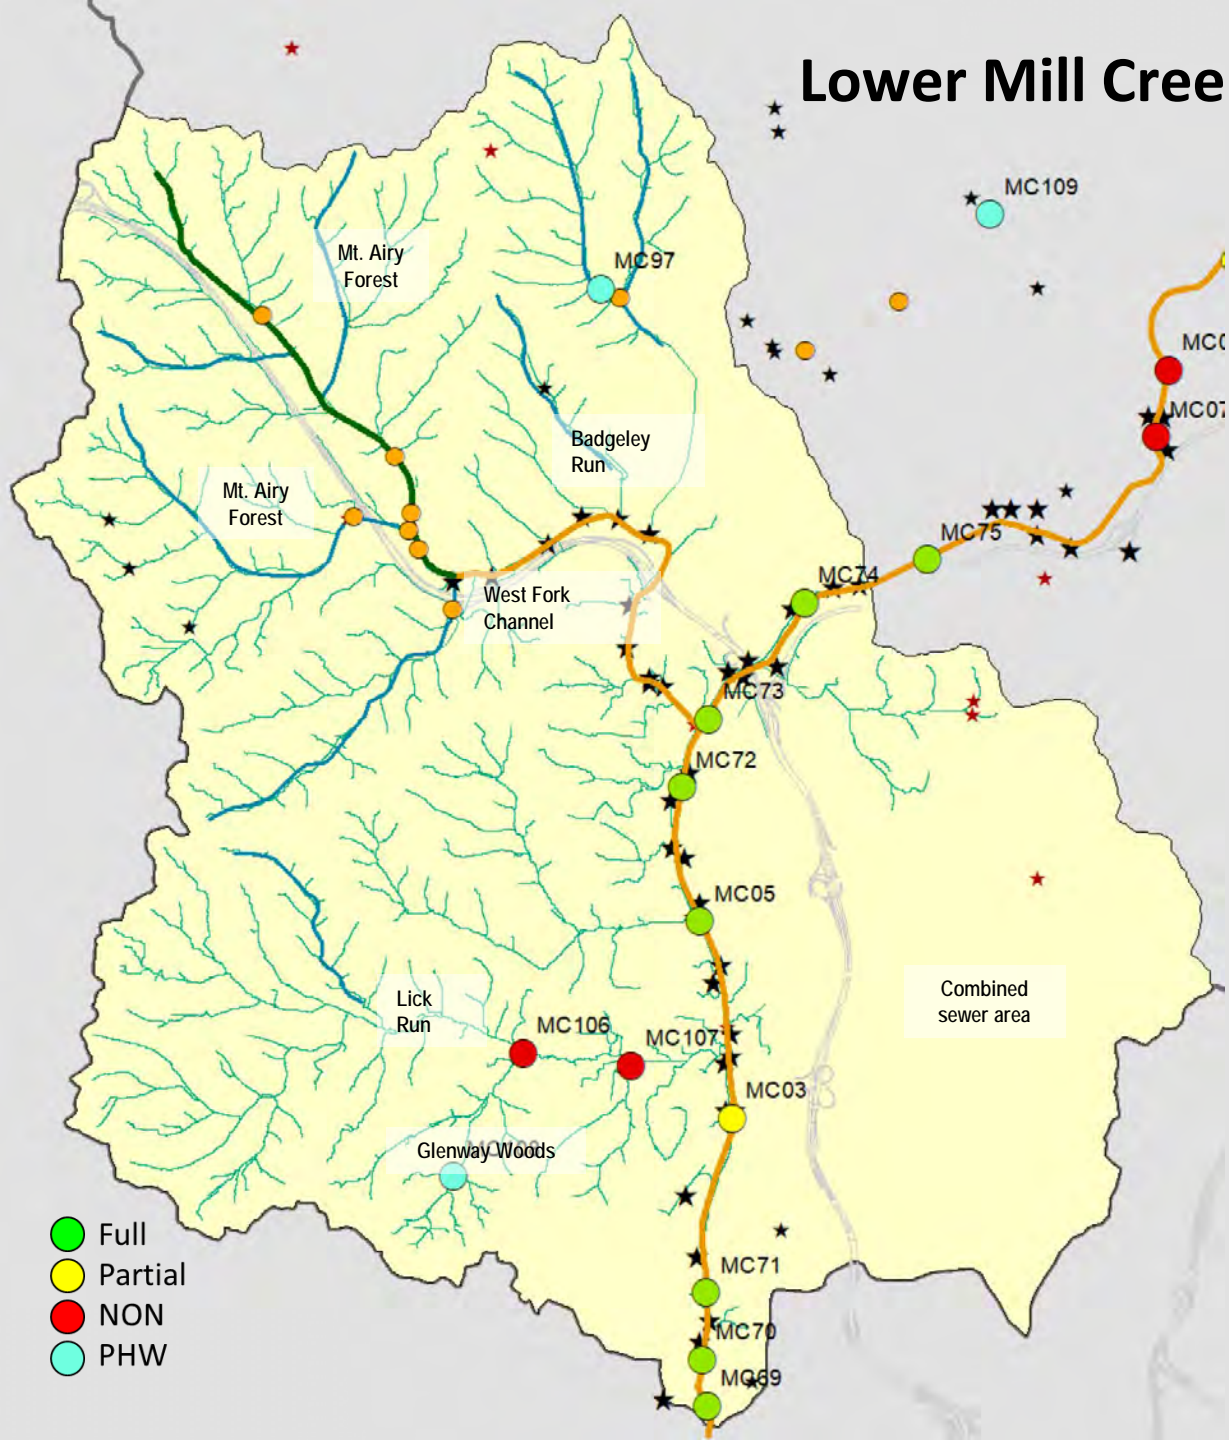 Lower Mill Cree
MC109
Mt. Airy
Forest
MC97
MC0
MC07
Badgeley
Run
Mt. Airy
Forest
MC75
MC74
West Fork
Channel
MC73
MC72
MC05
Lick
Run
Combined
sewer area
MC106
MC107
MC03
Glenway Woods
Full
Partial
NON
PHW
MC71
MC70
MC69